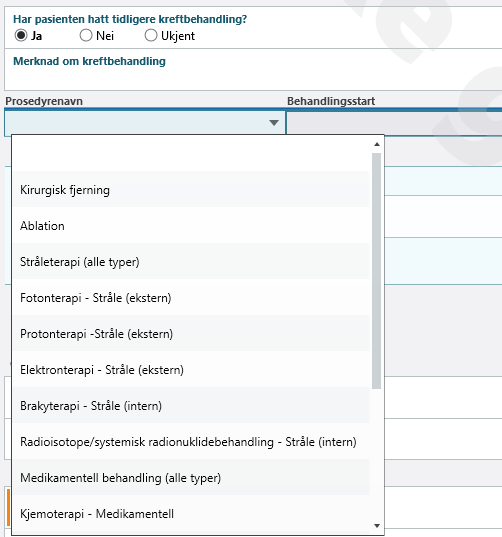 Har pasienten hatt tidligere kreftbehandling?
Ja Nei Ukjent
Merknad om kreftbehandling
Prosedyrenavn Behandlingsstart
Kirurgisk fjerning
Ablation
Stråleterapi (alle typer)
Fotonterapi - Stråle (ekstern)
Protonterapi -Stråle (ekstern)
Elektronterapi - Stråle (ekstern)
Brakyterapi - Stråle (intern)
Radioisotope/systemisk radionuklidebehandling - Stråle (intern)
Medikamentell behandling (alle typer)
Kjemoterapi - Medikamentell